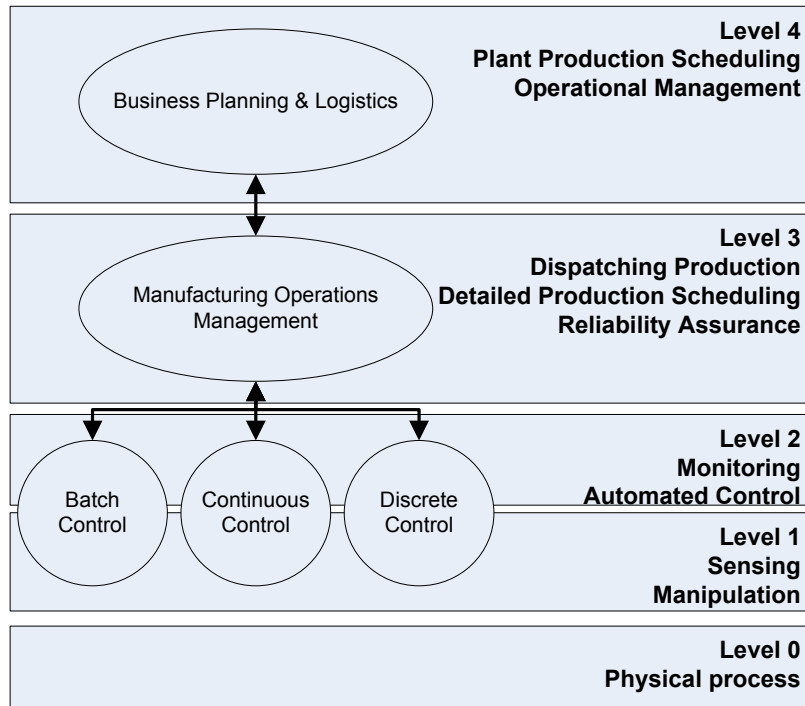 Level 4
Plant Production Scheduling
Operational Management
Business Planning & Logistics
Level 3
Dispatching Production
Detailed Production Scheduling
Reliability Assurance
Manufacturing Operations
Management
Level 2
Monitoring
Automated Control
Batch
Control
Continuous
Control
Discrete
Control
Level 1
Sensing
Manipulation
Level 0
Physical process